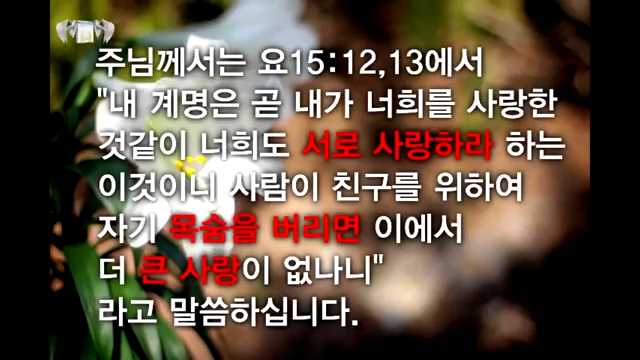 주님께서는 요15:12,13에서
"내 계명은 곧 내가 너희를 사랑한
것같이 너희도 서로 사랑하라 하는
이것이니 사람이 친구를 위하여
자기 목숨을 버리면 이에서
더 큰 사랑이 없나니"
라고 말씀하십니다.